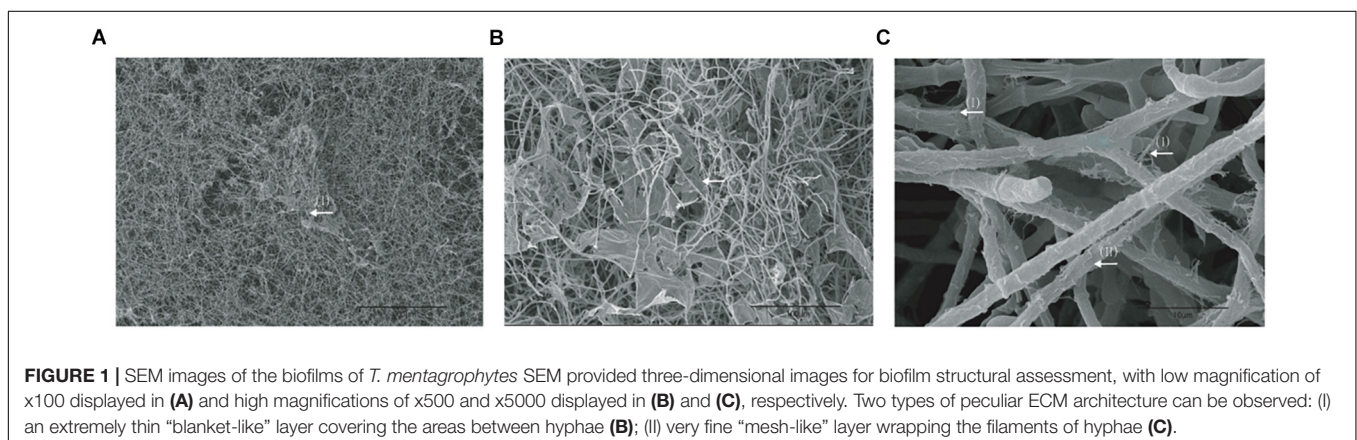 A
B
C
(I)
(I)
(I)
(II)
10μm
FIGURE 1 | SEM images of the biofilms of T. mentagrophytes SEM provided three-dimensional images for biofilm structural assessment, with low magnification of
x100 displayed in (A) and high magnifications of x500 and x5000 displayed in (B) and (C), respectively. Two types of peculiar ECM architecture can be observed: (I)
an extremely thin “blanket-like” layer covering the areas between hyphae (B); (II) very fine “mesh-like” layer wrapping the filaments of hyphae (C).